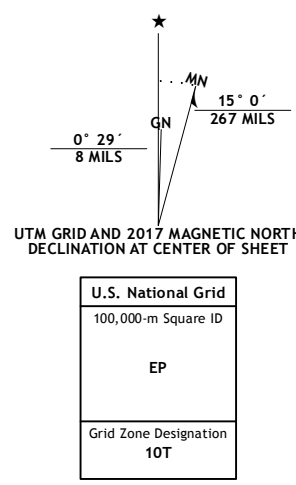 ★
MN
GN
15° 0´
267 MILS
0° 29´
8 MILS
UTM GRID AND 2017 MAGNETIC NORTH
DECLINATION AT CENTER OF SHEET
U.S. National Grid
100,000-m Square ID
EP
Grid Zone Designation
10T